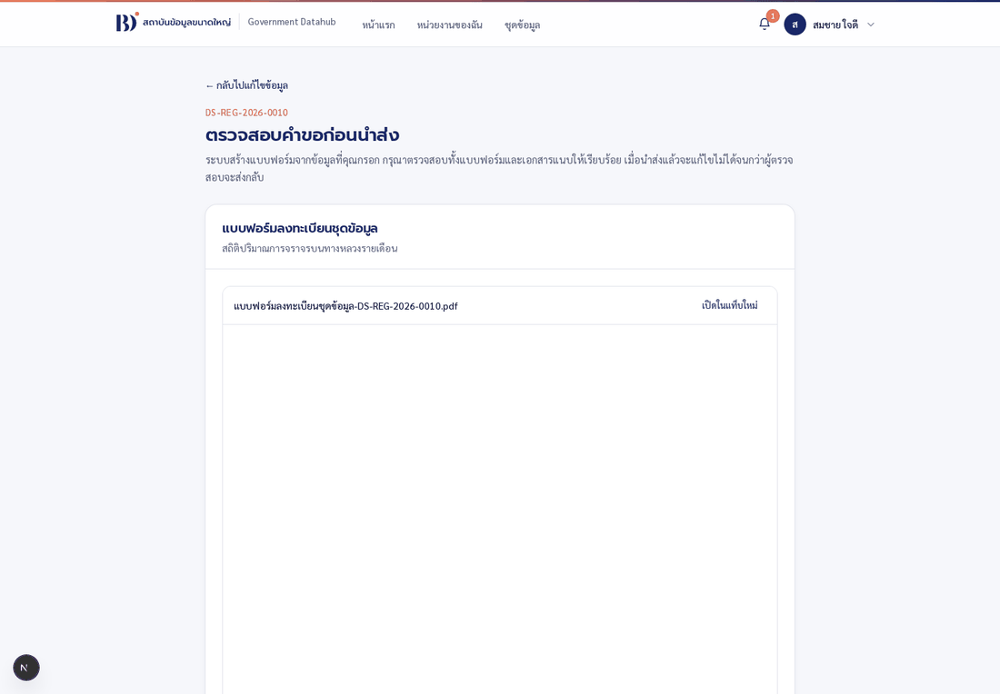 BD สถาบันข้อมูลขนาดใหญ่ Government Datahub หน้าแรก หน่วยงานของฉัน ชุดข้อมูล 1 ส สมชาย ใจดี
← กลับไปแก้ไขข้อมูล
DS-REG-2026-0010
ตรวจสอบคำขอก่อนนำส่ง
ระบบสร้างแบบฟอร์มจากข้อมูลที่คุณกรอก กรุณาตรวจสอบทั้งแบบฟอร์มและเอกสารแนบให้เรียบร้อย เมื่อนำส่งแล้วจะแก้ไขไม่ได้จนกว่าผู้ตรวจ
สอบจะส่งกลับ
แบบฟอร์มลงทะเบียนชุดข้อมูล
สถิติปริมาณการจราจรบนทางหลวงรายเดือน
แบบฟอร์มลงทะเบียนชุดข้อมูล-DS-REG-2026-0010.pdf เปิดในแท็บใหม่
N